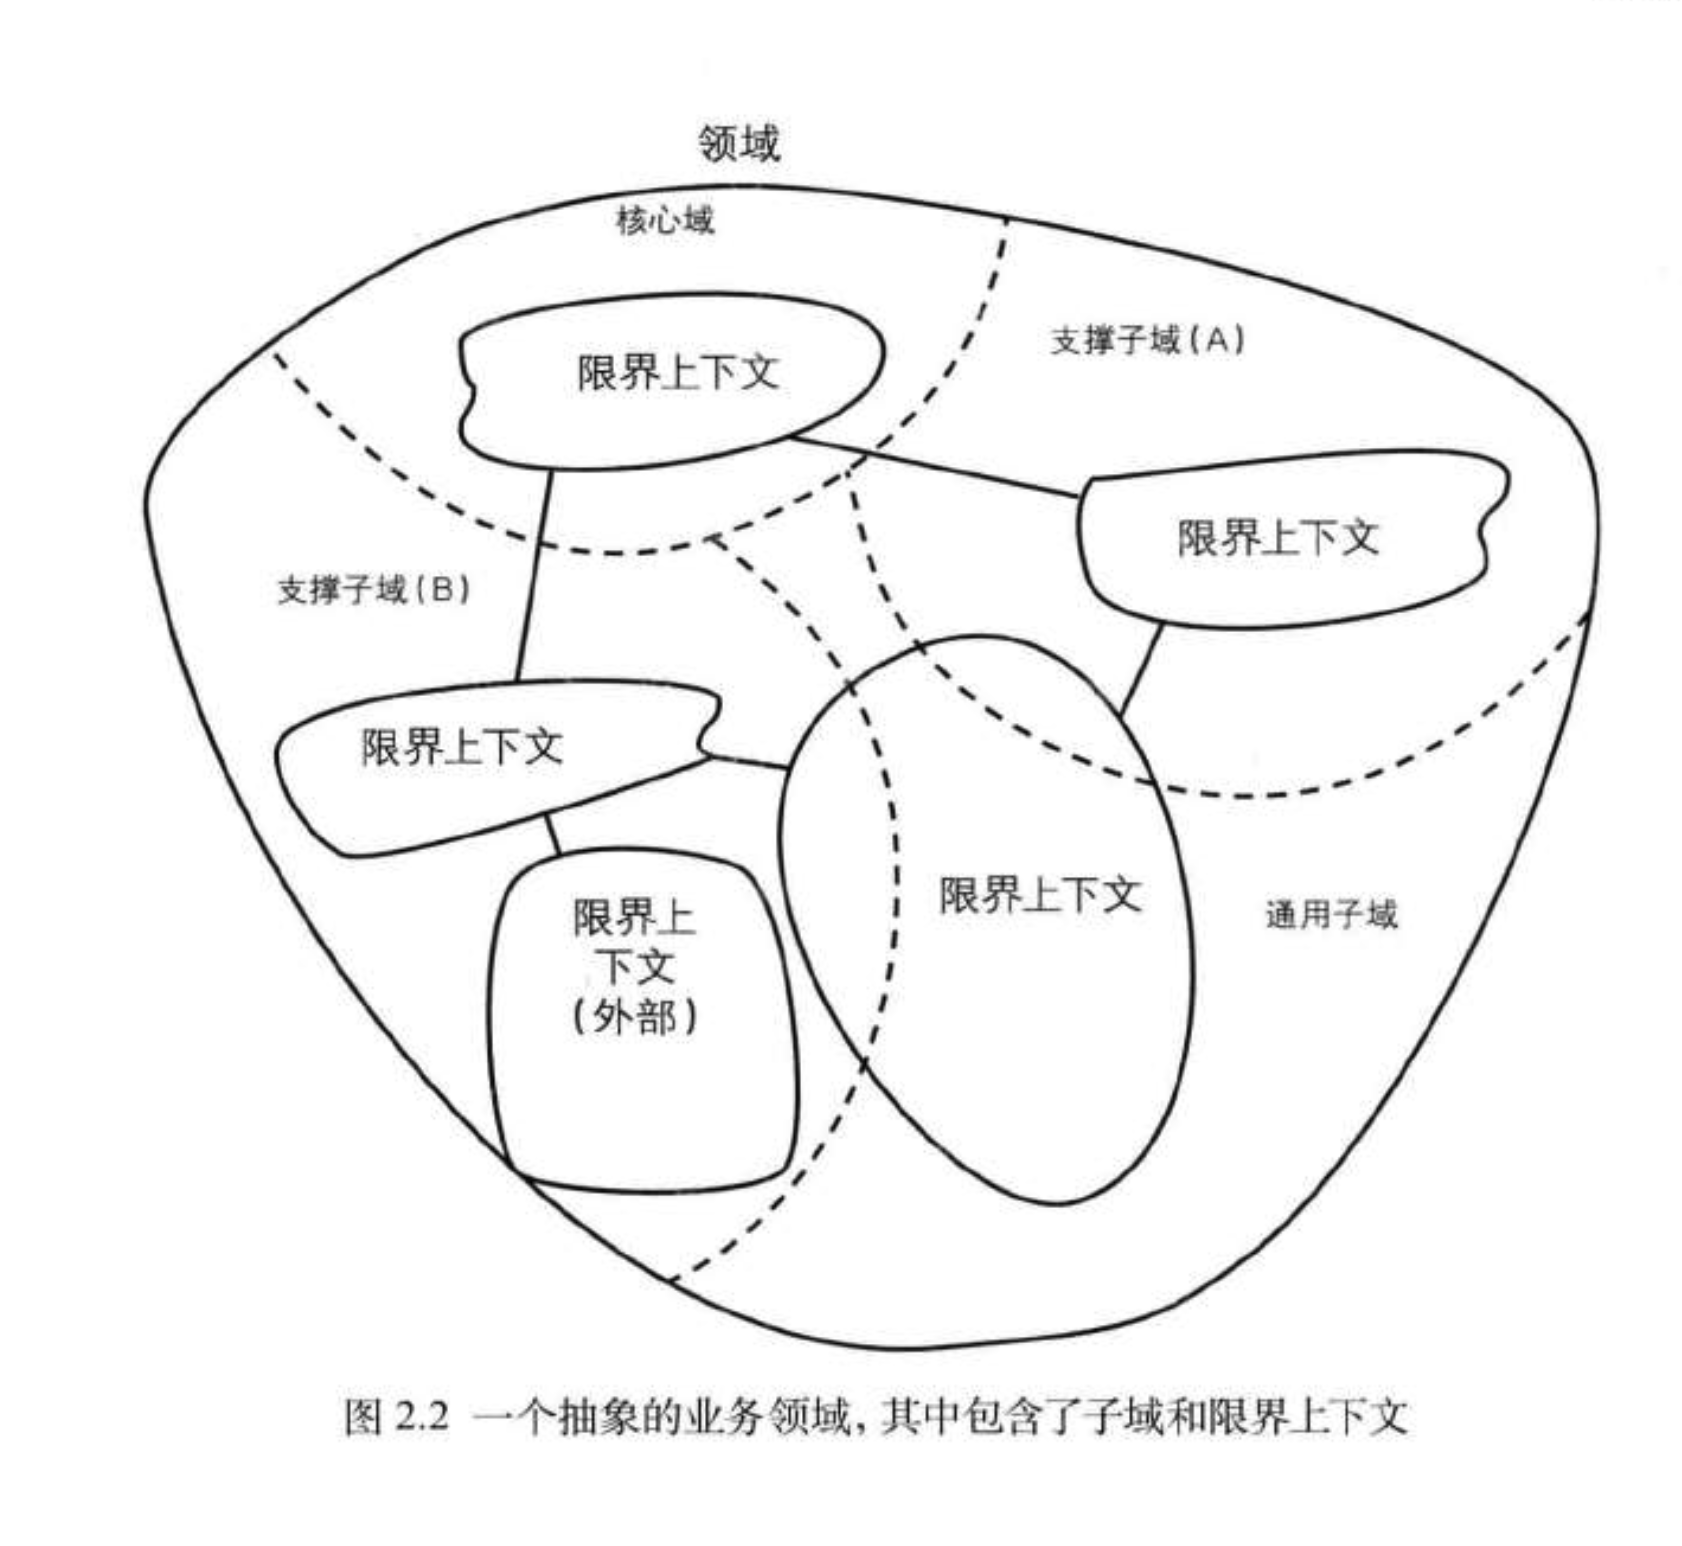 领域
核心域
限界上下文
支撑子域(A)
限界上下文
支撑子域(B)
限界上下文
限界上
下文
(外部)
限界上下文
通用子域
图 2.2 一个抽象的业务领域,其中包含了子域和限界上下文